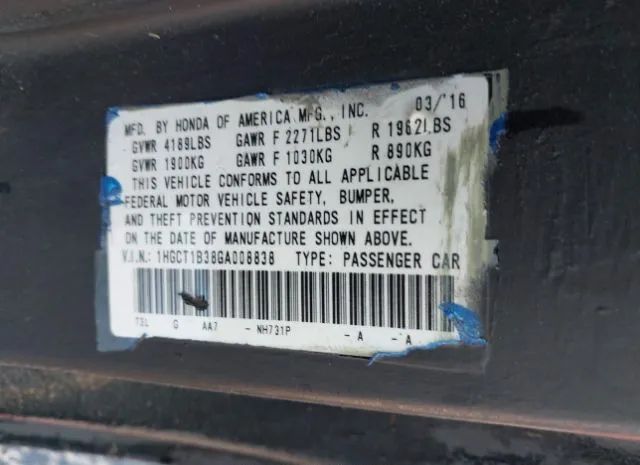 MFD. BY HONDA OF AMERICA MFG., INC. 03/'16
GVWR 4189LBS GAWR F 2271LBS R 1962LBS
GVWR 1900KG GAWR F 1030KG R 890KG
THIS VEHICLE CONFORMS TO ALL APPLICABLE
FEDERAL MOTOR VEHICLE SAFETY, BUMPER,
AND THEFT PREVENTION STANDARDS IN EFFECT
ON THE DATE OF MANUFACTURE SHOWN ABOVE.
V.I.N.: 1HGCT1B38GA008838 TYPE: PASSENGER CAR
G AA7 - NH731P - A - A